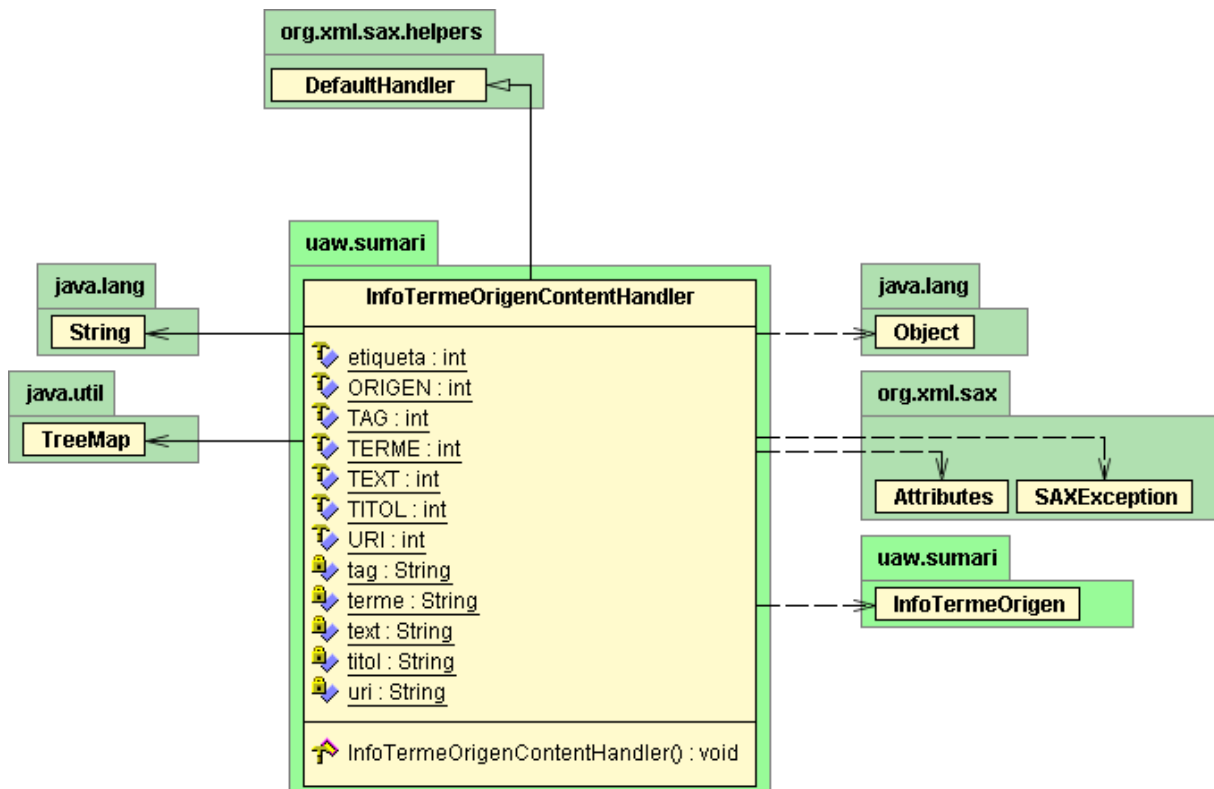 org.xml.sax.helpers
DefaultHandler
uaw.sumari
InfoTermeOrigenContentHandler
java.lang
String
java.util
TreeMap
etiqueta : int
ORIGEN : int
TAG : int
TERME : int
TEXT : int
TITOL : int
URI : int
tag : String
terme : String
text : String
titol : String
uri : String
InfoTermeOrigenContentHandler() : void
java.lang
Object
org.xml.sax
Attributes
SAXException
uaw.sumari
InfoTermeOrigen